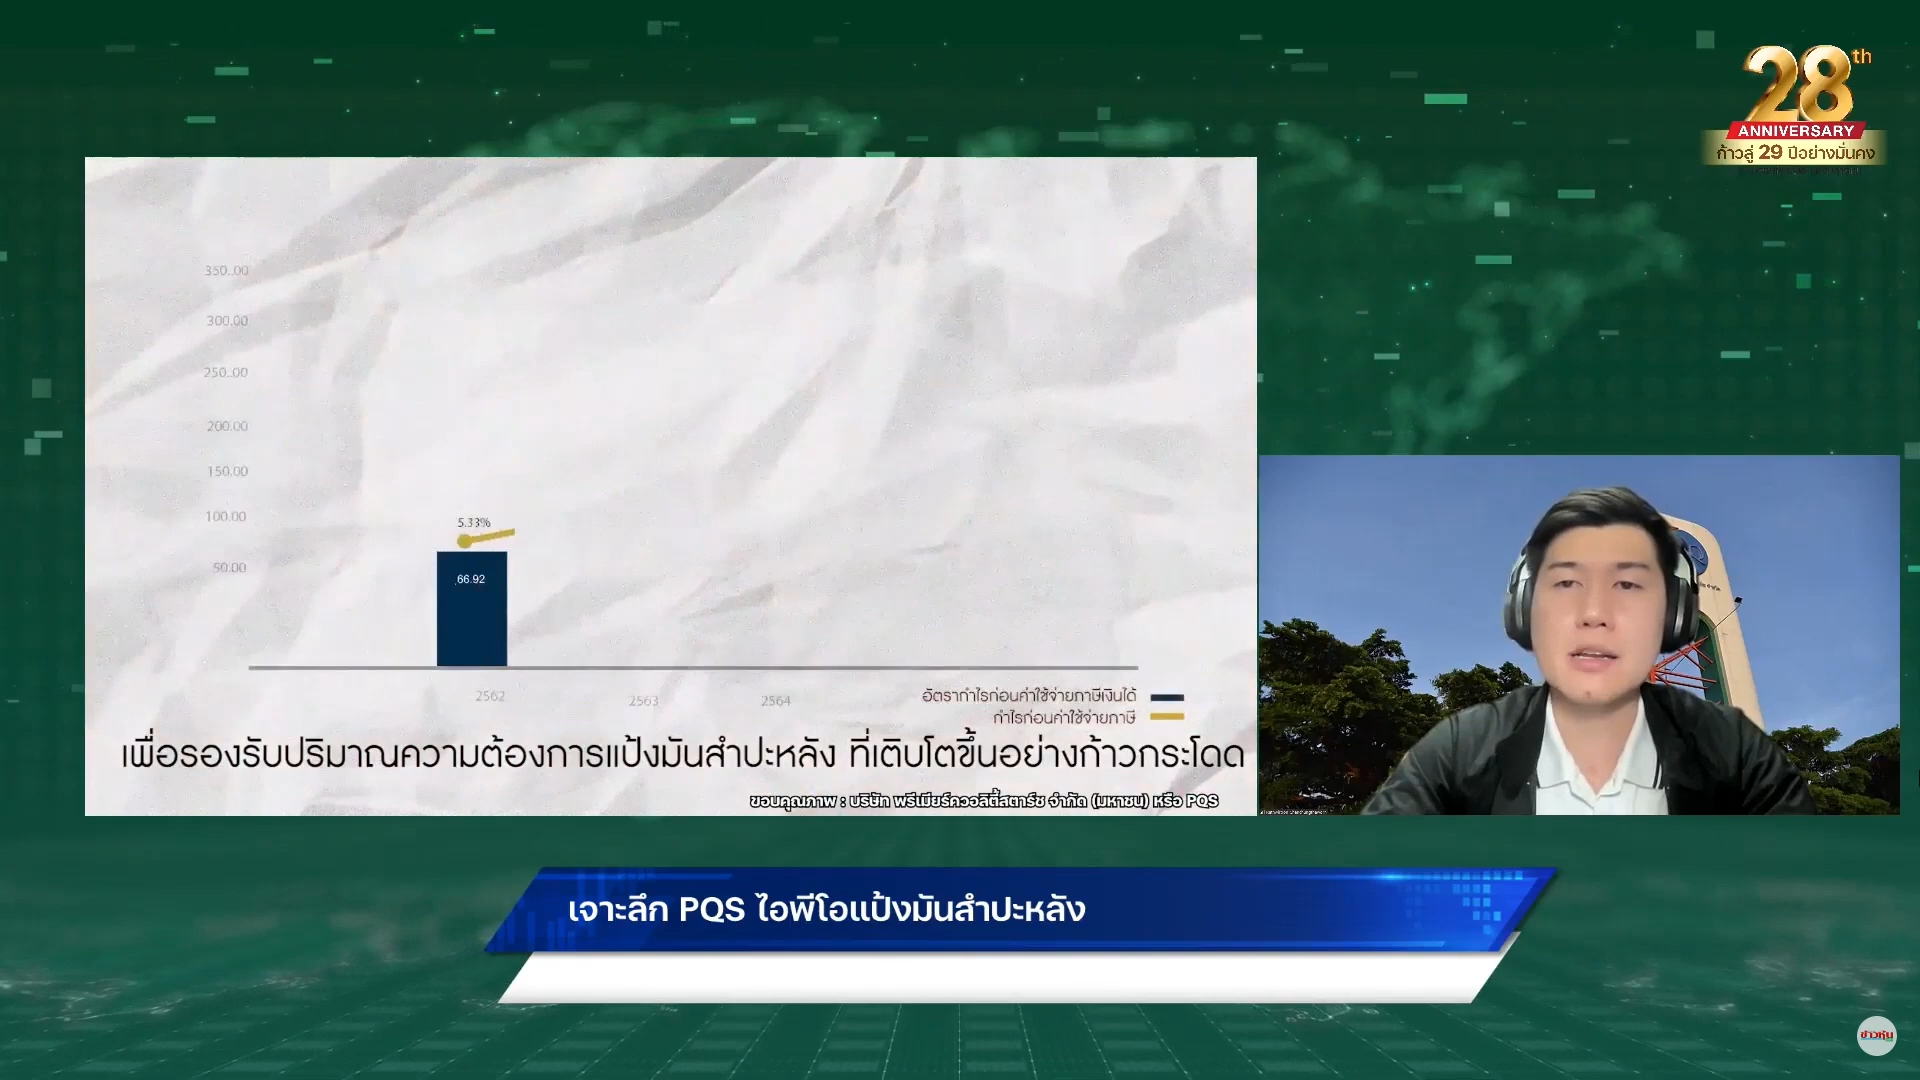 28th
ANNIVERSARY
ก้าวสู่ 29 ปีอย่างมั่นคง
350..00
300.00
250..00
200.00
150.00
100.00
50.00
5.33%
66.92
2562
2563
2564
อัตรากำไรก่อนค่าใช้จ่ายภาษีเงินได้
กำไรก่อนค่าใช้จ่ายภาษี
เพื่อรองรับปริมาณความต้องการแป้งมันสำปะหลัง ที่เติบโตขึ้นอย่างก้าวกระโดด
ขอบคุณภาพ : บริษัท พรีเมียร์ควอลิตี้สตาร์ช จำกัด (มหาชน) หรือ PQS
เจาะลึก PQS ไอพีโอแป้งมันสำปะหลัง
ข่าวหุ้น